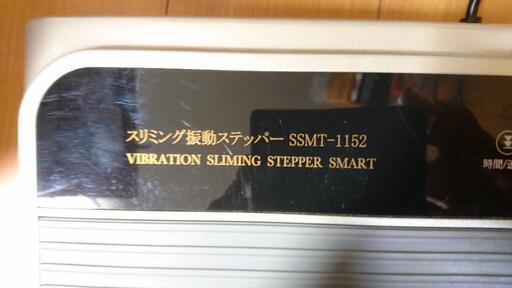 スリミング振動ステッパー SSMT-1152
VIBRATION SLIMING STEPPER SMART
時間/